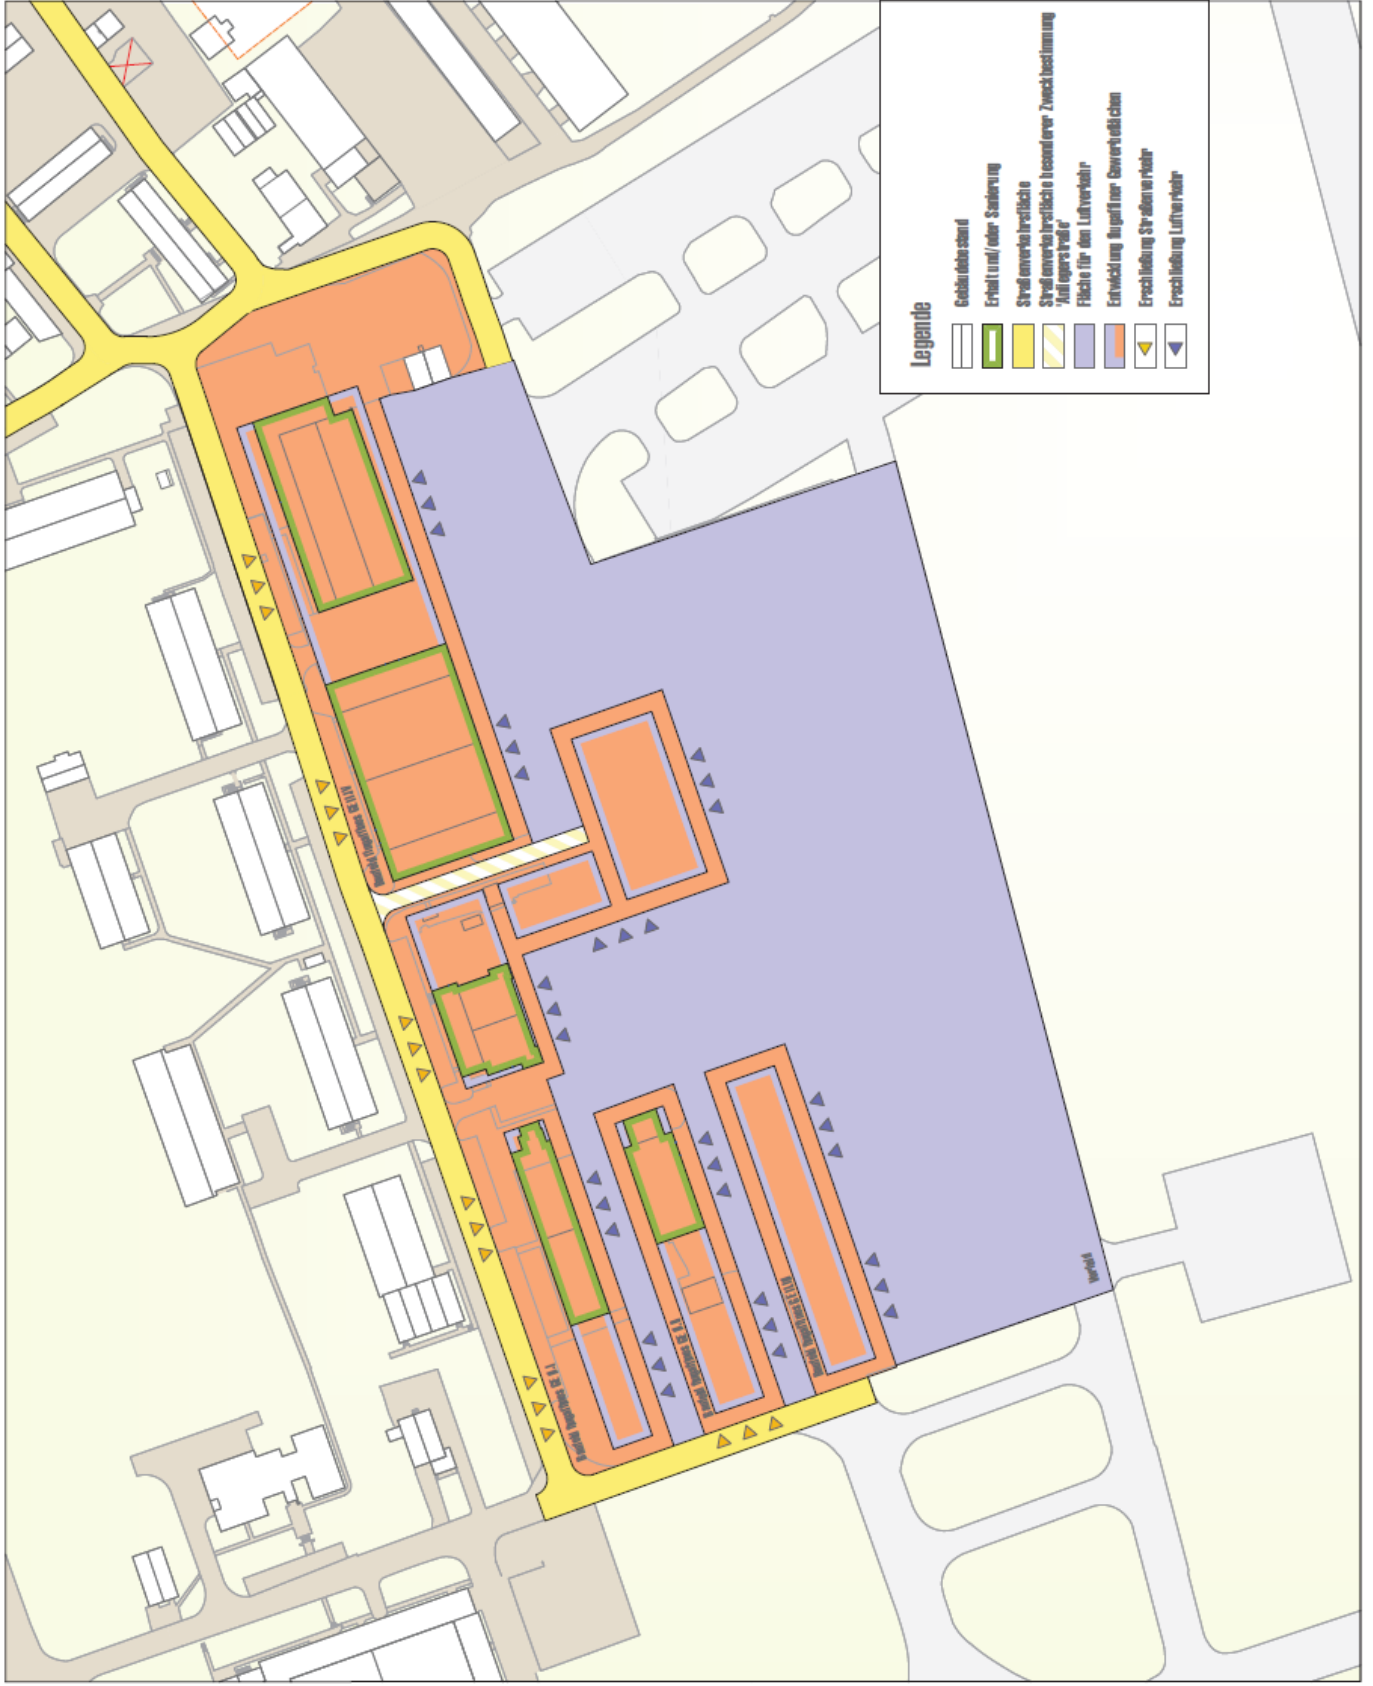 Legende
Gebäudebestand
Erhalt und/oder Sanierung
Straßenverkehrsfläche
Straßenverkehrsfläche besonderer Zweckbestimmung
'Anliegerstraße'
Fläche für den Luftverkehr
Entwicklung flugaffiner Gewerbeflächen
Erschließung Straßenverkehr
Erschließung Luftverkehr
Vorfeld